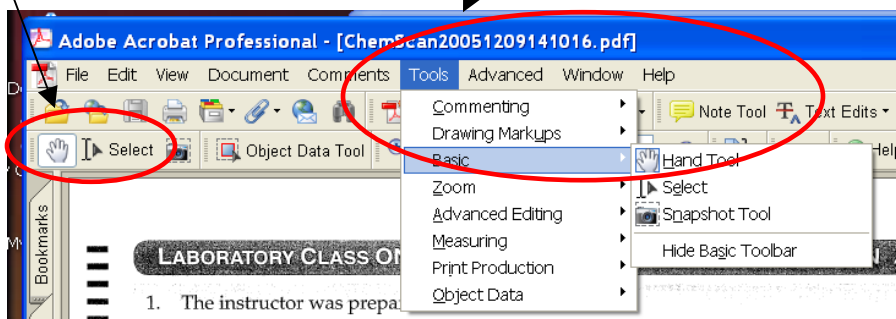 Adobe Acrobat Professional - [ChemScan20051209141016.pdf]
File Edit View Document Comments Tools Advanced Window Help
Note Tool Text Edits
Select Object Data Tool Help
Commenting
Drawing Markups
Basic
Zoom
Advanced Editing
Measuring
Print Production
Object Data
Hand Tool
Select
Snapshot Tool
Hide Basic Toolbar
Bookmarks
LABORATORY CLASS ON
1. The instructor was prepa